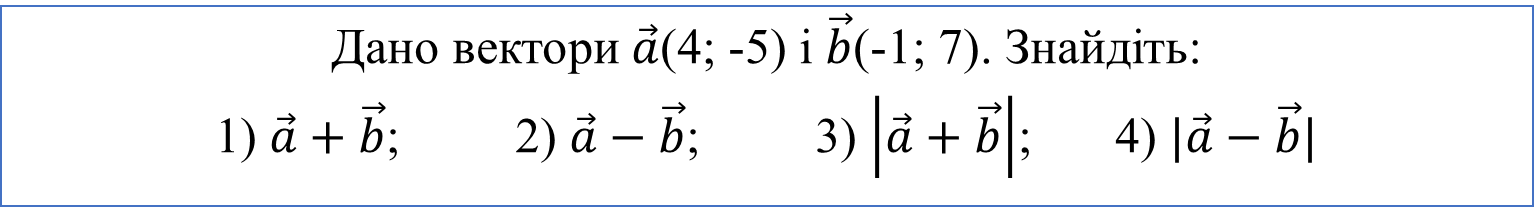 Дано вектори a⃗(4; -5) і b⃗(-1; 7). Знайдіть:
1) a⃗ + b⃗; 2) a⃗ − b⃗; 3) |a⃗ + b⃗|; 4) |a⃗ − b⃗|